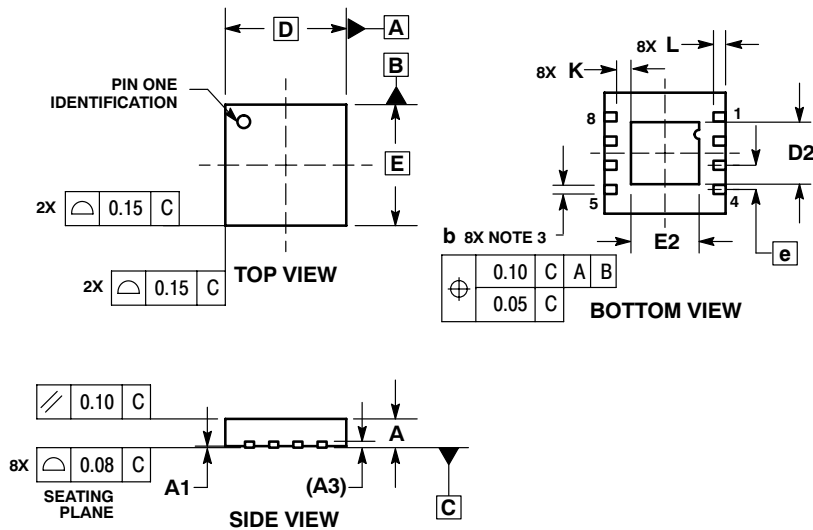 D
A
B
PIN ONE
IDENTIFICATION
E
2X ⌓ 0.15 C
2X ⌓ 0.15 C
TOP VIEW
8X L
8X K
8
1
D2
5
4
b 8X NOTE 3
E2
e
⌖ 0.10 C A B
0.05 C
BOTTOM VIEW
// 0.10 C
A
8X ⌓ 0.08 C
SEATING
PLANE
A1
(A3)
C
SIDE VIEW